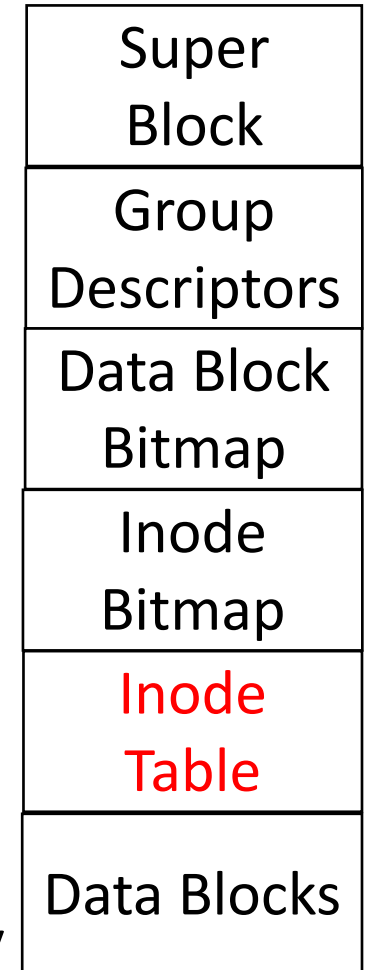 Super
Block
Group
Descriptors
Data Block
Bitmap
Inode
Bitmap
Inode
Table
Data Blocks